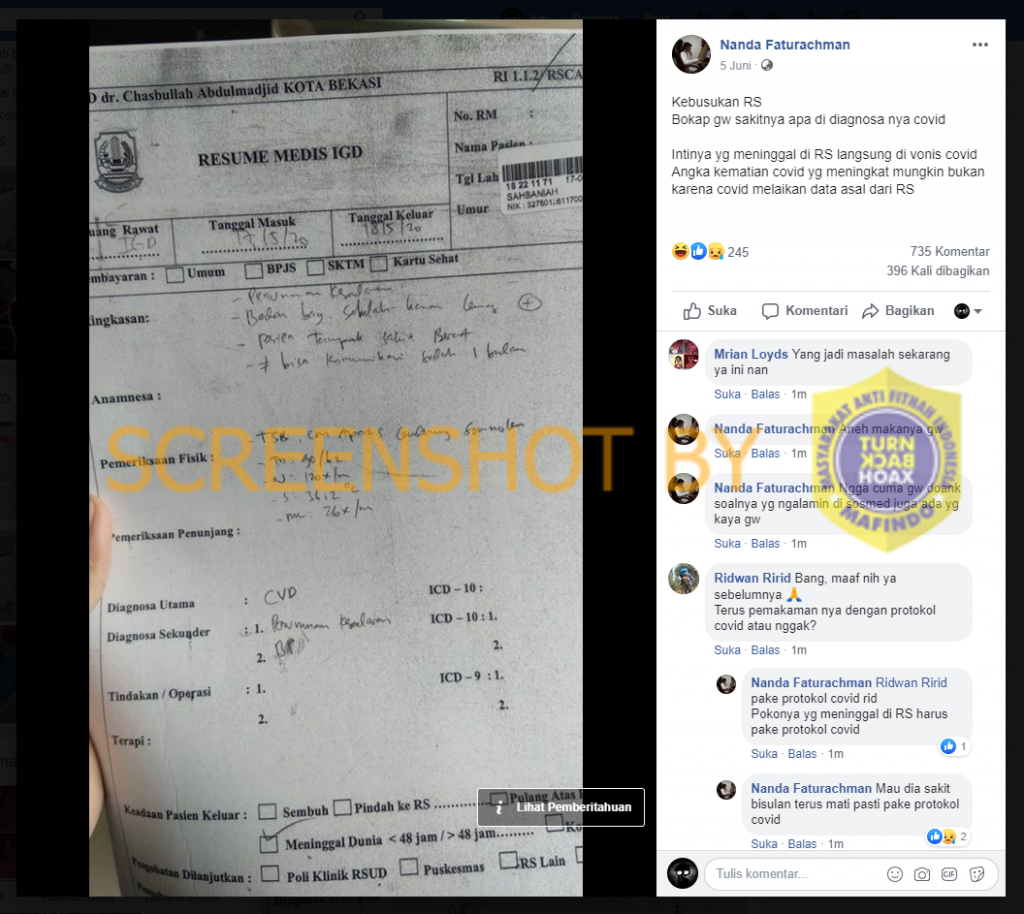 D dr. Chasbullah Abdulmadjid KOTA BEKASI
RI 1.1.2/ RSCA
RESUME MEDIS IGD
No. RM :
Nama Pasien :
Tgl Lah
Umur
18 22 11 71 17-0
SAHBANIAH
uang Rawat
IGD
Tanggal Masuk
17/5/20
Tanggal Keluar
18/5/20
mbayaran : Umum BPJS SKTM Kartu Sehat
ingkasan:
- Penurunan Kesadaran
- Badan bag. sebelah kanan lemas (+)
- pasien tampak sakit Berat
- bisa komunikasi sudah 1 bulan
Anamnesa :
Pemeriksaan Fisik :
- TD : 90/62
- N : 120x/m
- S : 36,2 °C
- RR : 26x/m
Pemeriksaan Penunjang :
Diagnosa Utama : CVD
ICD – 10 :
Diagnosa Sekunder : 1. Penurunan Kesadaran
ICD – 10 : 1.
2.
2.
Tindakan / Operasi : 1.
ICD – 9 : 1.
2.
2.
Terapi :
Keadaan Pasien Keluar : Sembuh Pindah ke RS .......... Pulang Atas
Meninggal Dunia < 48 jam / > 48 jam.........
Pengobatan Dilanjutkan : Poli Klinik RSUD Puskesmas RS Lain
Lihat Pemberitahuan
SCREENSHOT BY
MASYARAKAT ANTI FITNAH INDONESIA
TURN
BACK
HOAX
MAFINDO
Nanda Faturachman
5 Juni ·
Kebusukan RS
Bokap gw sakitnya apa di diagnosa nya covid
Intinya yg meninggal di RS langsung di vonis covid
Angka kematian covid yg meningkat mungkin bukan
karena covid melaikan data asal dari RS
245
735 Komentar
396 Kali dibagikan
Suka Komentari Bagikan
Mrian Loyds Yang jadi masalah sekarang
ya ini nan
Suka · Balas · 1m
Nanda Faturachman Aneh makanya gw
Suka · Balas · 1m
Nanda Faturachman Ngga cuma gw doank
soalnya yg ngalamin di sosmed juga ada yg
kaya gw
Suka · Balas · 1m
Ridwan Ririd Bang, maaf nih ya
sebelumnya 🙏
Terus pemakaman nya dengan protokol
covid atau nggak?
Suka · Balas · 1m
Nanda Faturachman Ridwan Ririd
pake protokol covid rid
Pokonya yg meninggal di RS harus
pake protokol covid
1
Suka · Balas · 1m
Nanda Faturachman Mau dia sakit
bisulan terus mati pasti pake protokol
covid
2
Suka · Balas · 1m
Tulis komentar...
GIF